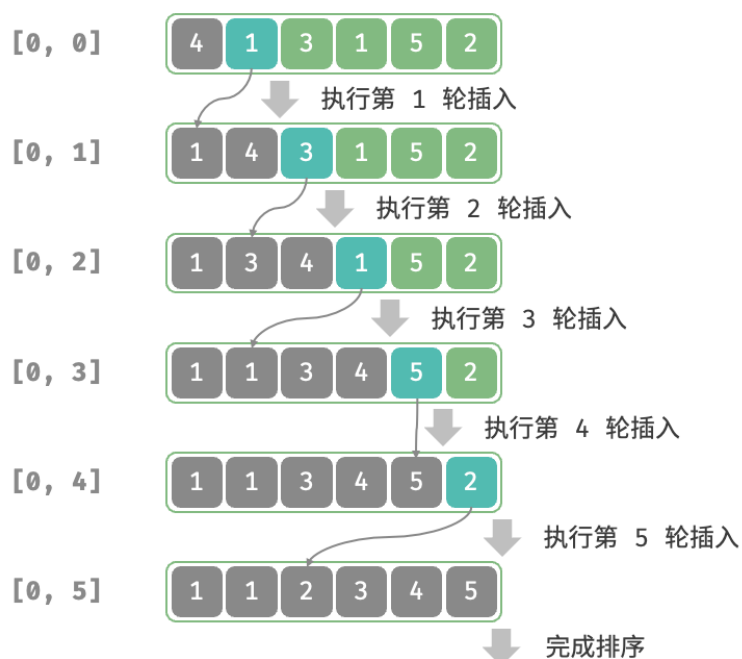 [0, 0] 4 1 3 1 5 2
执行第 1 轮插入
[0, 1] 1 4 3 1 5 2
执行第 2 轮插入
[0, 2] 1 3 4 1 5 2
执行第 3 轮插入
[0, 3] 1 1 3 4 5 2
执行第 4 轮插入
[0, 4] 1 1 3 4 5 2
执行第 5 轮插入
[0, 5] 1 1 2 3 4 5
完成排序